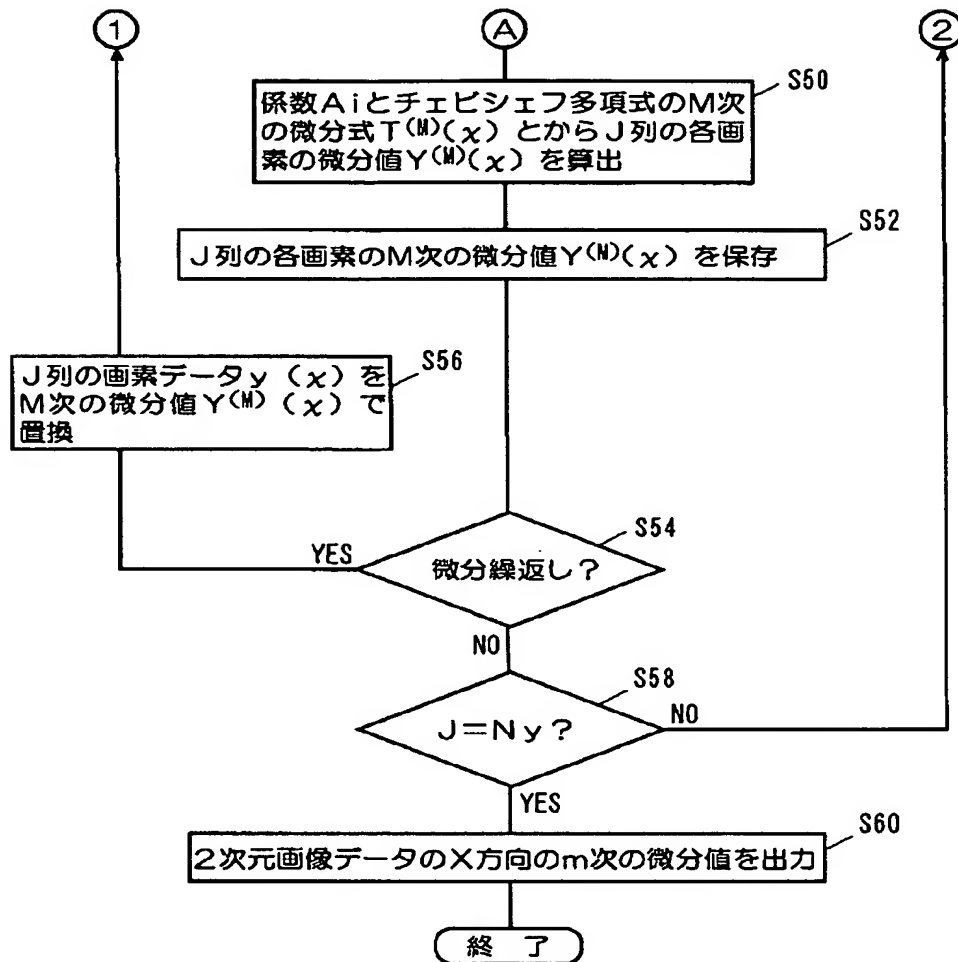 1
A
2
S50
係数Aiとチェビシェフ多項式のM次
の微分式T(M)(χ)とからJ列の各画
素の微分値Y(M)(χ)を算出
S52
J列の各画素のM次の微分値Y(M)(χ)を保存
S56
J列の画素データy(χ)を
M次の微分値Y(M)(χ)で
置換
S54
YES
微分繰返し?
NO
S58
J=Ny?
NO
YES
S60
2次元画像データのX方向のm次の微分値を出力
終 了